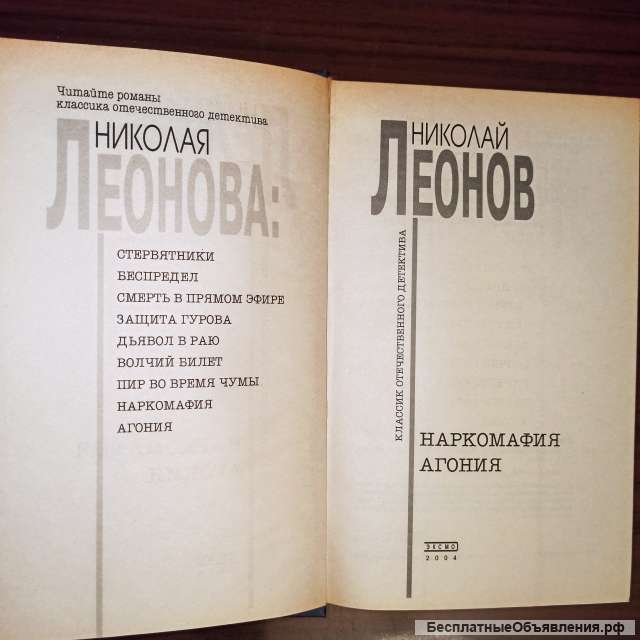 Читайте романы
классика отечественного детектива
НИКОЛАЯ
ЛЕОНОВА:
СТЕРВЯТНИКИ
БЕСПРЕДЕЛ
СМЕРТЬ В ПРЯМОМ ЭФИРЕ
ЗАЩИТА ГУРОВА
ДЬЯВОЛ В РАЮ
ВОЛЧИЙ БИЛЕТ
ПИР ВО ВРЕМЯ ЧУМЫ
НАРКОМАФИЯ
АГОНИЯ
НИКОЛАЙ
ЛЕОНОВ
КЛАССИК ОТЕЧЕСТВЕННОГО ДЕТЕКТИВА
НАРКОМАФИЯ
АГОНИЯ
ЭКСМО
2004
БесплатныеОбъявления.рф